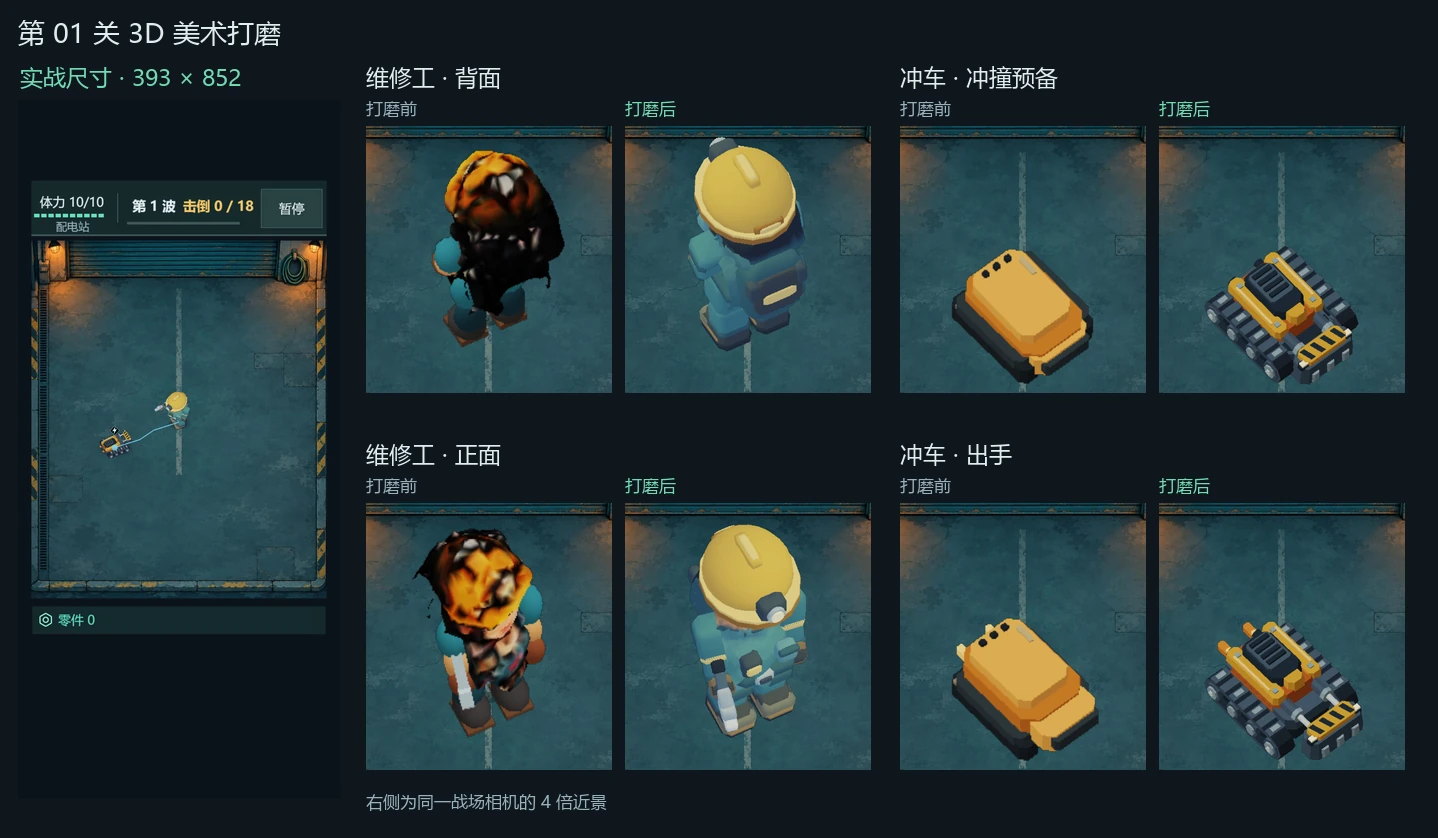 第 01 关 3D 美术打磨
实战尺寸 · 393 × 852
体力 10/10
配电站
第 1 波 击倒 0 / 18
暂停
零件 0
维修工 · 背面
打磨前
打磨后
冲车 · 冲撞预备
打磨前
打磨后
维修工 · 正面
打磨前
打磨后
冲车 · 出手
打磨前
打磨后
右侧为同一战场相机的 4 倍近景